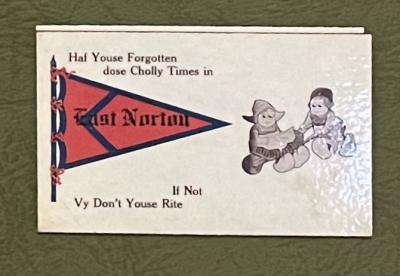 Haf Youse Forgotten
dose Cholly Times in
East Norton
If Not
Vy Don't Youse Rite